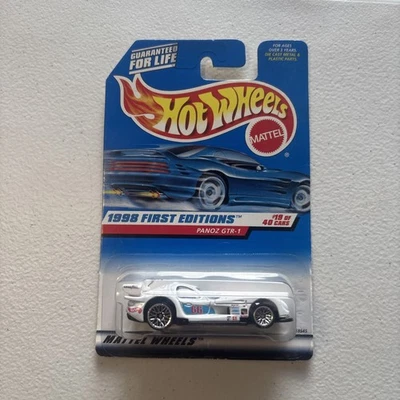 GUARANTEED
FOR LIFE
FOR AGES
OVER 3 YEARS.
DIE CAST METAL &
PLASTIC PARTS.
HOT WHEELS
MATTEL
1998 FIRST EDITIONS™
#19 OF
40 CARS
PANOZ GTR-1
MATTEL WHEELS